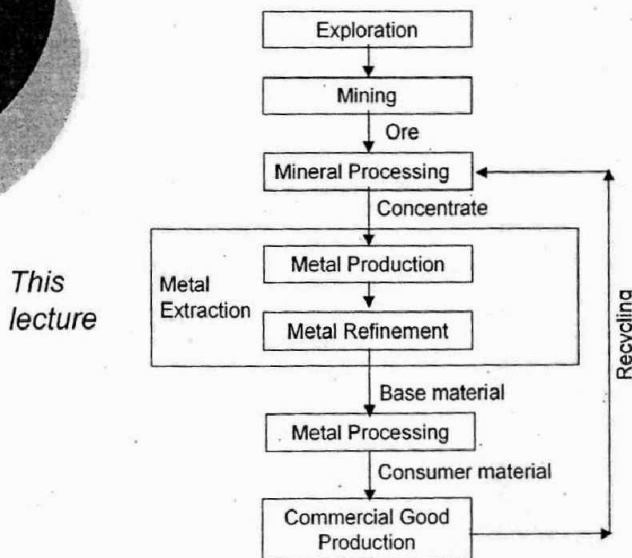 Exploration
Mining
Ore
Mineral Processing
Concentrate
This
lecture
Metal
Extraction
Metal Production
Metal Refinement
Recycling
Base material
Metal Processing
Consumer material
Commercial Good
Production